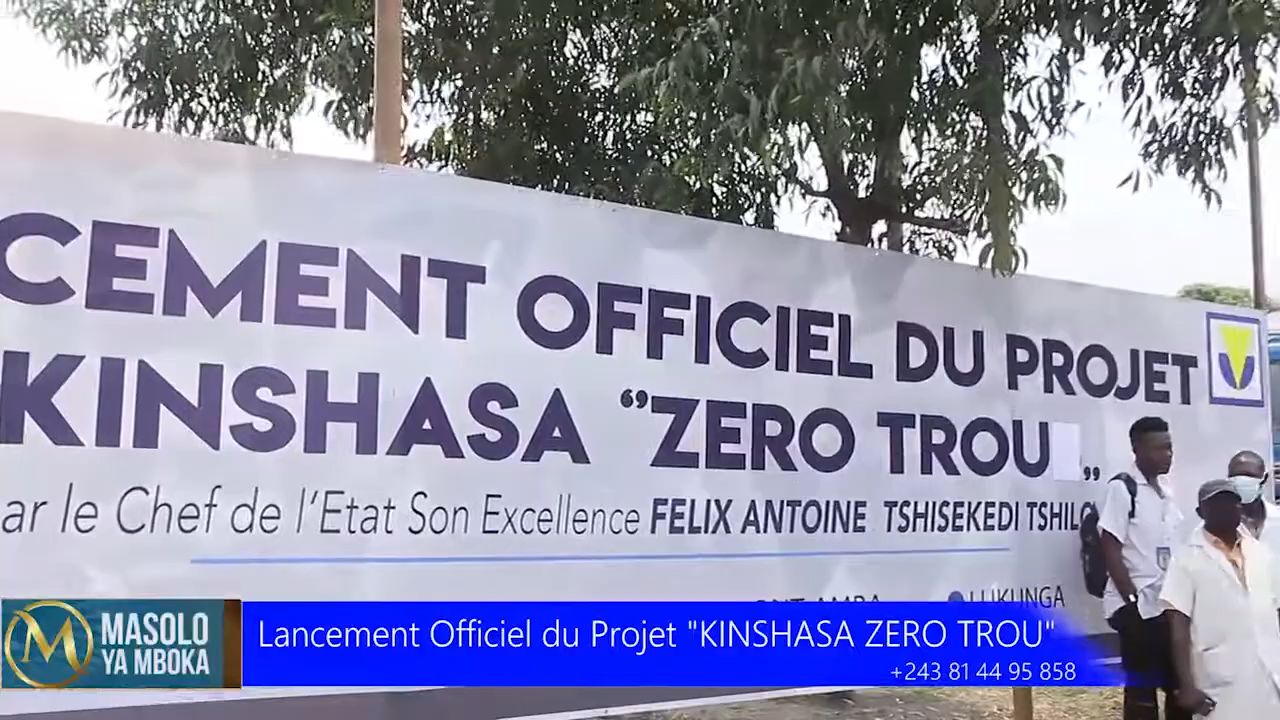 CEMENT OFFICIEL DU PROJET
KINSHASA “ZERO TROU„
ar le Chef de l'Etat Son Excellence FELIX ANTOINE TSHISEKEDI TSHILO
LUKUNGA
MASOLO
YA MBOKA
Lancement Officiel du Projet "KINSHASA ZERO TROU"
+243 81 44 95 858